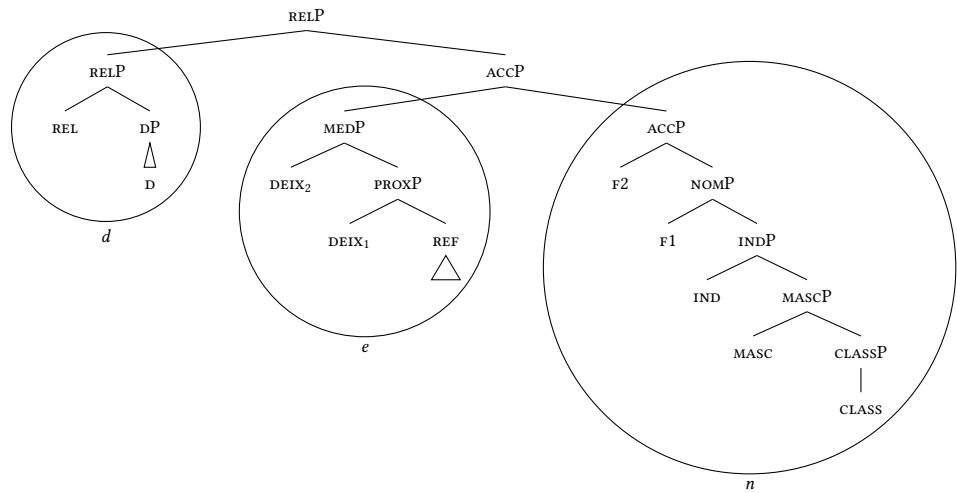 RELP
RELP ACCP
REL DP MEDP ACCP
D DEIX₂ PROXP F2 NOMP
d DEIX₁ REF F1 INDP
IND MASCP
e MASC CLASSP
CLASS
n